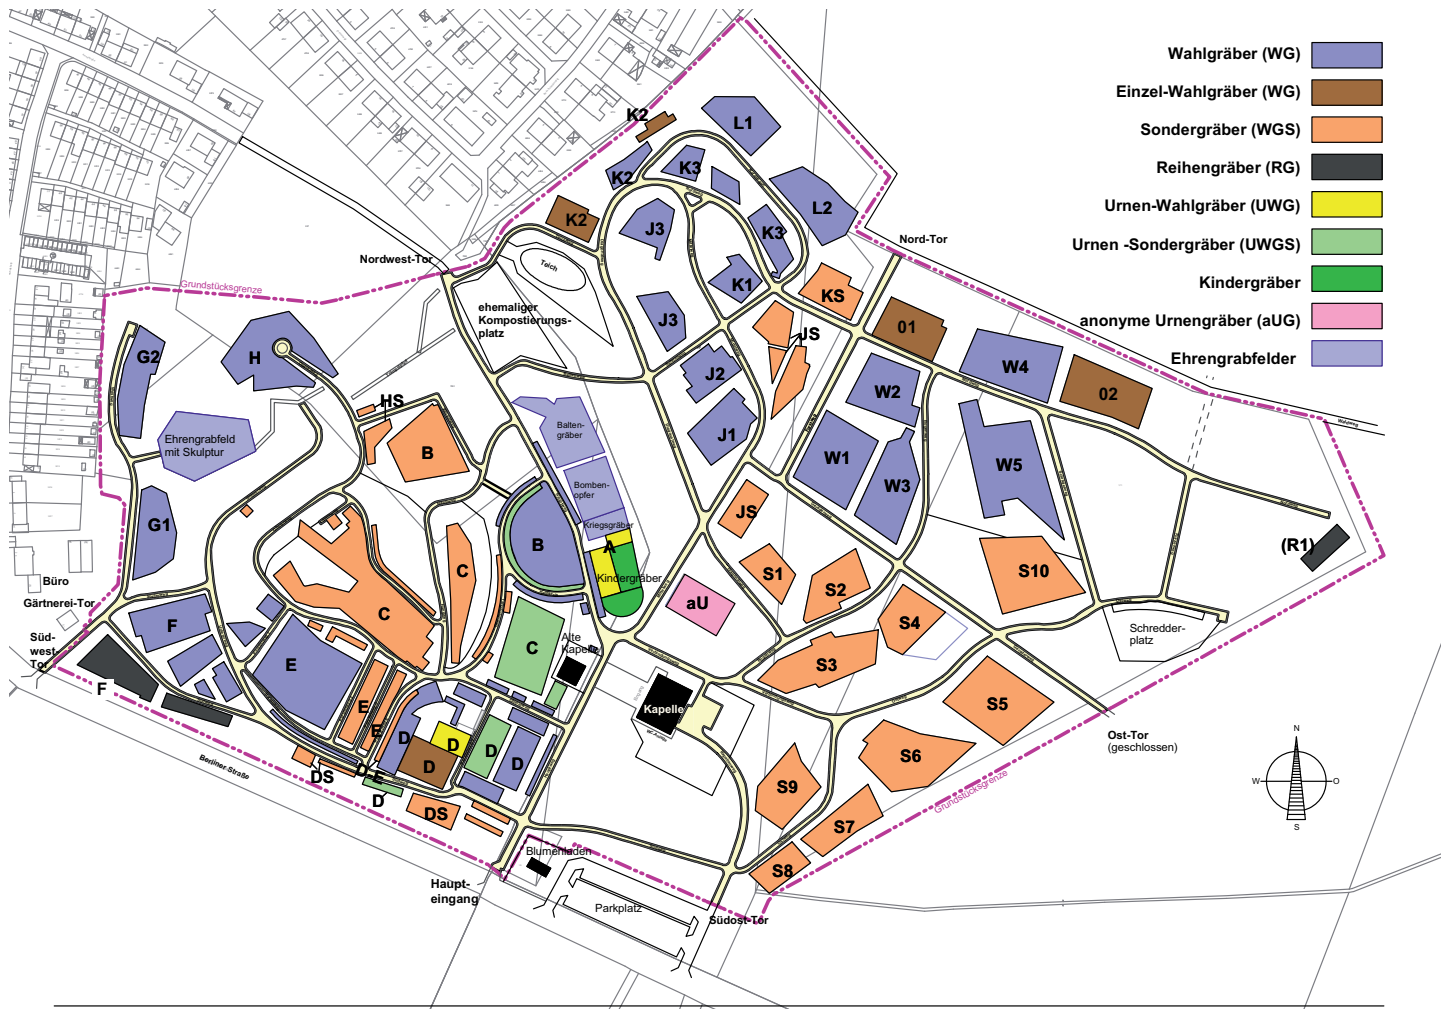 Wahlgräber (WG)
Einzel-Wahlgräber (WG)
Sondergräber (WGS)
Reihengräber (RG)
Urnen-Wahlgräber (UWG)
Urnen -Sondergräber (UWGS)
Kindergräber
anonyme Urnengräber (aUG)
Ehrengrabfelder
K2
L1
K2
K3
L2
K2
J3
K3
Nord-Tor
Nordwest-Tor
Teich
K1
KS
Grundstücksgrenze
ehemaliger
Kompostierungs-
platz
J3
JS
01
G2
H
W4
J2
W2
02
HS
Waldweg
Balten-
gräber
J1
Ehrengrabfeld
mit Skulptur
B
W1
W3
W5
Bomben-
opfer
JS
G1
Kriegsgräber
B
A
(R1)
C
Kindergräber
S1
S2
S10
Büro
Gärtnerei-Tor
aU
C
S4
F
Süd-
west-
Tor
Alte
Kapelle
C
Schredder-
platz
E
S3
F
E
E
D
D
D
D
D
Kapelle
WC-Anlage
S5
Ost-Tor
(geschlossen)
S6
Berliner Straße
DS
D
E
D
DS
S9
S7
Grundstücksgrenze
N
W
O
S
Blumenladen
S8
Haupt-
eingang
Parkplatz
Südost-Tor